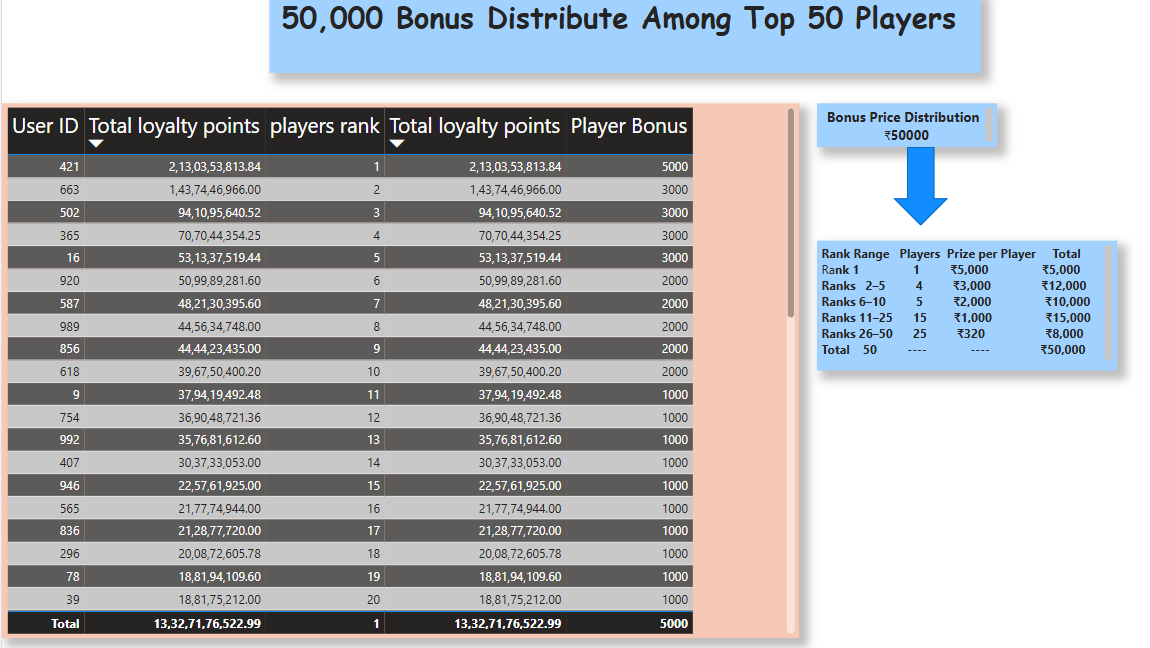 50,000 Bonus Distribute Among Top 50 Players
User ID Total loyalty points players rank Total loyalty points Player Bonus
421 2,13,03,53,813.84 1 2,13,03,53,813.84 5000
663 1,43,74,46,966.00 2 1,43,74,46,966.00 3000
502 94,10,95,640.52 3 94,10,95,640.52 3000
365 70,70,44,354.25 4 70,70,44,354.25 3000
16 53,13,37,519.44 5 53,13,37,519.44 3000
920 50,99,89,281.60 6 50,99,89,281.60 2000
587 48,21,30,395.60 7 48,21,30,395.60 2000
989 44,56,34,748.00 8 44,56,34,748.00 2000
856 44,44,23,435.00 9 44,44,23,435.00 2000
618 39,67,50,400.20 10 39,67,50,400.20 2000
9 37,94,19,492.48 11 37,94,19,492.48 1000
754 36,90,48,721.36 12 36,90,48,721.36 1000
992 35,76,81,612.60 13 35,76,81,612.60 1000
407 30,37,33,053.00 14 30,37,33,053.00 1000
946 22,57,61,925.00 15 22,57,61,925.00 1000
565 21,77,74,944.00 16 21,77,74,944.00 1000
836 21,28,77,720.00 17 21,28,77,720.00 1000
296 20,08,72,605.78 18 20,08,72,605.78 1000
78 18,81,94,109.60 19 18,81,94,109.60 1000
39 18,81,75,212.00 20 18,81,75,212.00 1000
Total 13,32,71,76,522.99 1 13,32,71,76,522.99 5000
Bonus Price Distribution
₹50000
Rank Range Players Prize per Player Total
Rank 1 1 ₹5,000 ₹5,000
Ranks 2–5 4 ₹3,000 ₹12,000
Ranks 6–10 5 ₹2,000 ₹10,000
Ranks 11–25 15 ₹1,000 ₹15,000
Ranks 26–50 25 ₹320 ₹8,000
Total 50 ---- ---- ₹50,000